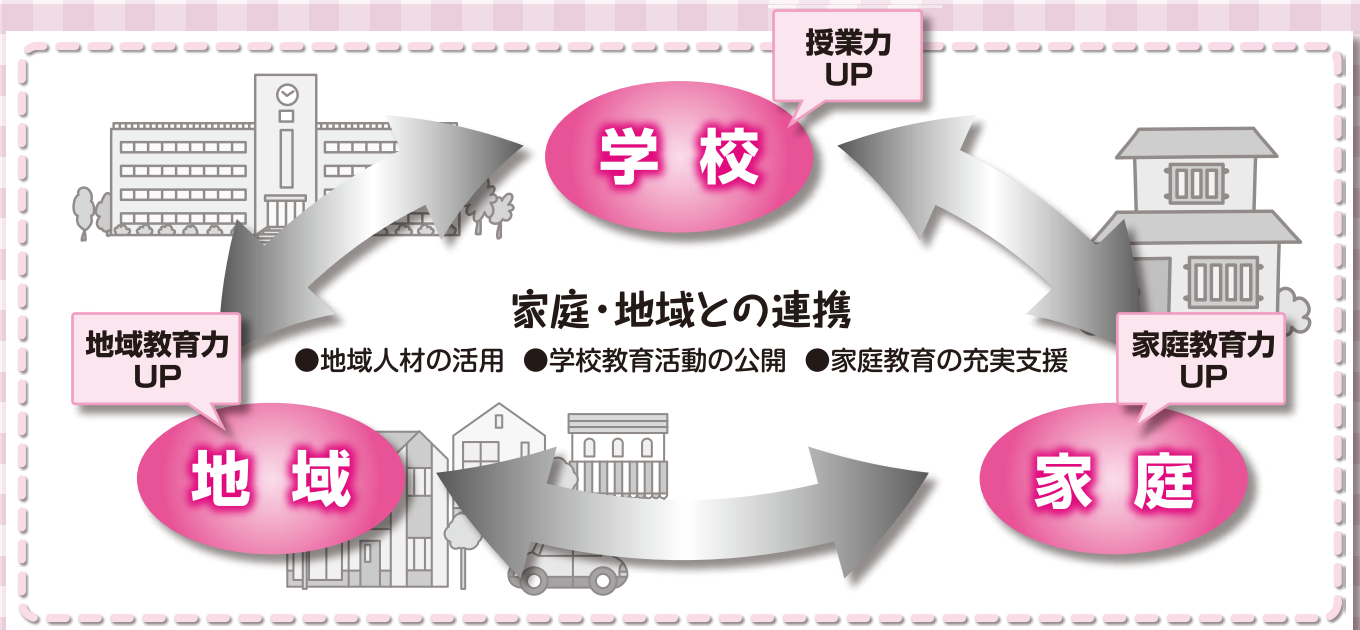 授業力
UP
学校
家庭・地域との連携
●地域人材の活用 ●学校教育活動の公開 ●家庭教育の充実支援
地域教育力
UP
地域
家庭教育力
UP
家庭